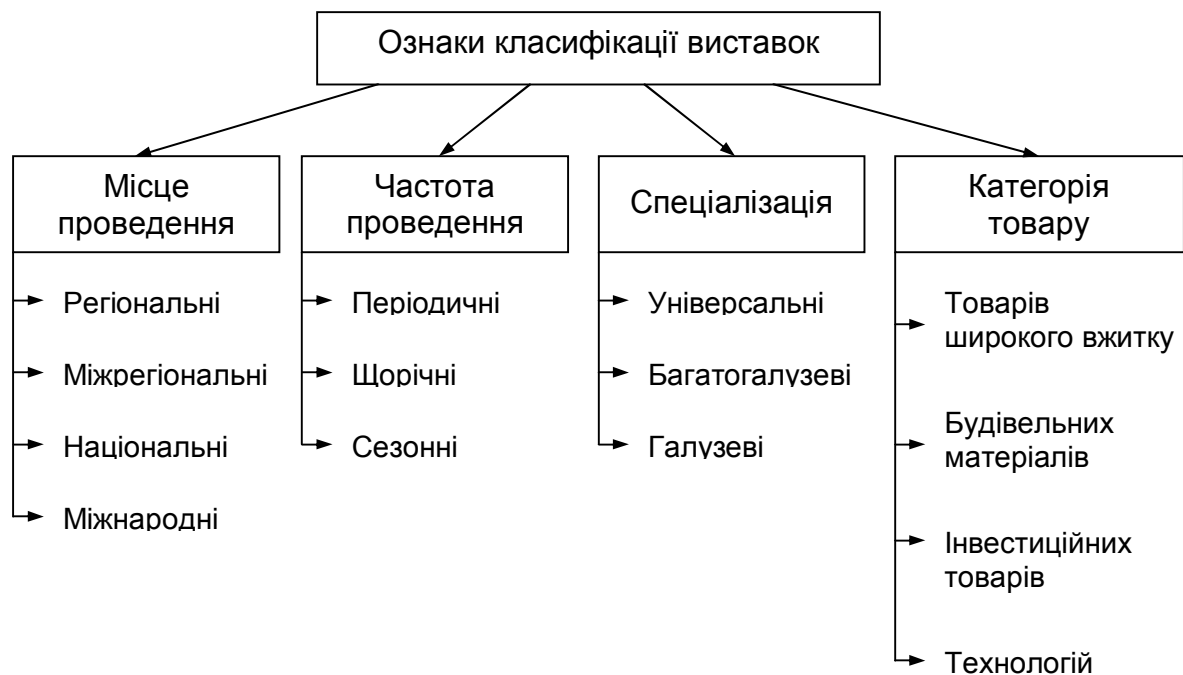 Ознаки класифікації виставок
Місце
проведення
Частота
проведення
Спеціалізація
Категорія
товару
Регіональні
Міжрегіональні
Національні
Міжнародні
Періодичні
Щорічні
Сезонні
Універсальні
Багатогалузеві
Галузеві
Товарів
широкого вжитку
Будівельних
матеріалів
Інвестиційних
товарів
Технологій